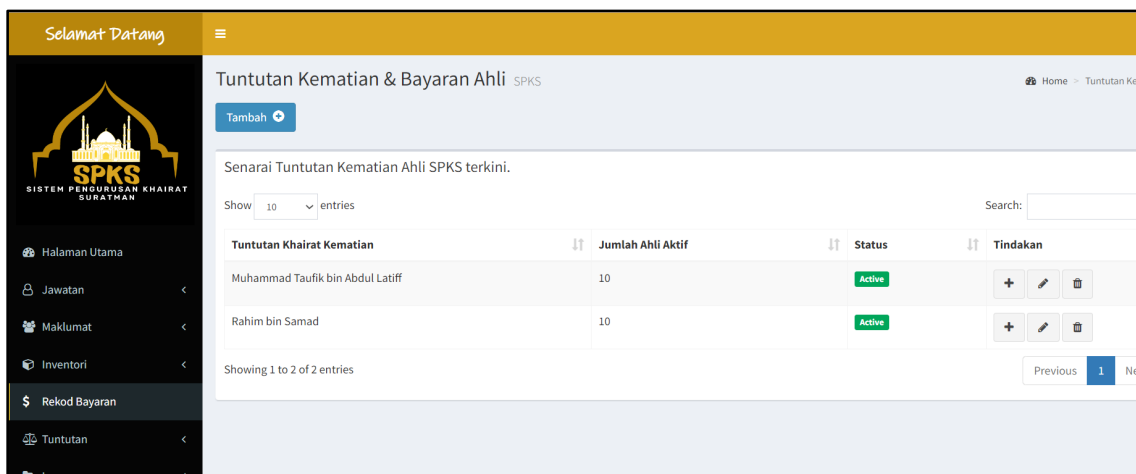 Selamat Datang
Tuntutan Kematian & Bayaran Ahli SPKS
Home > Tuntutan Ke
Tambah
SPKS
SISTEM PENGURUSAN KHAIRAT
SURATMAN
Senarai Tuntutan Kematian Ahli SPKS terkini.
Show 10 entries
Search:
Tuntutan Khairat Kematian Jumlah Ahli Aktif Status Tindakan
Muhammad Taufik bin Abdul Latiff 10 Active
Rahim bin Samad 10 Active
Showing 1 to 2 of 2 entries
Previous 1 Ne
Halaman Utama
Jawatan
Maklumat
Inventori
$ Rekod Bayaran
Tuntutan